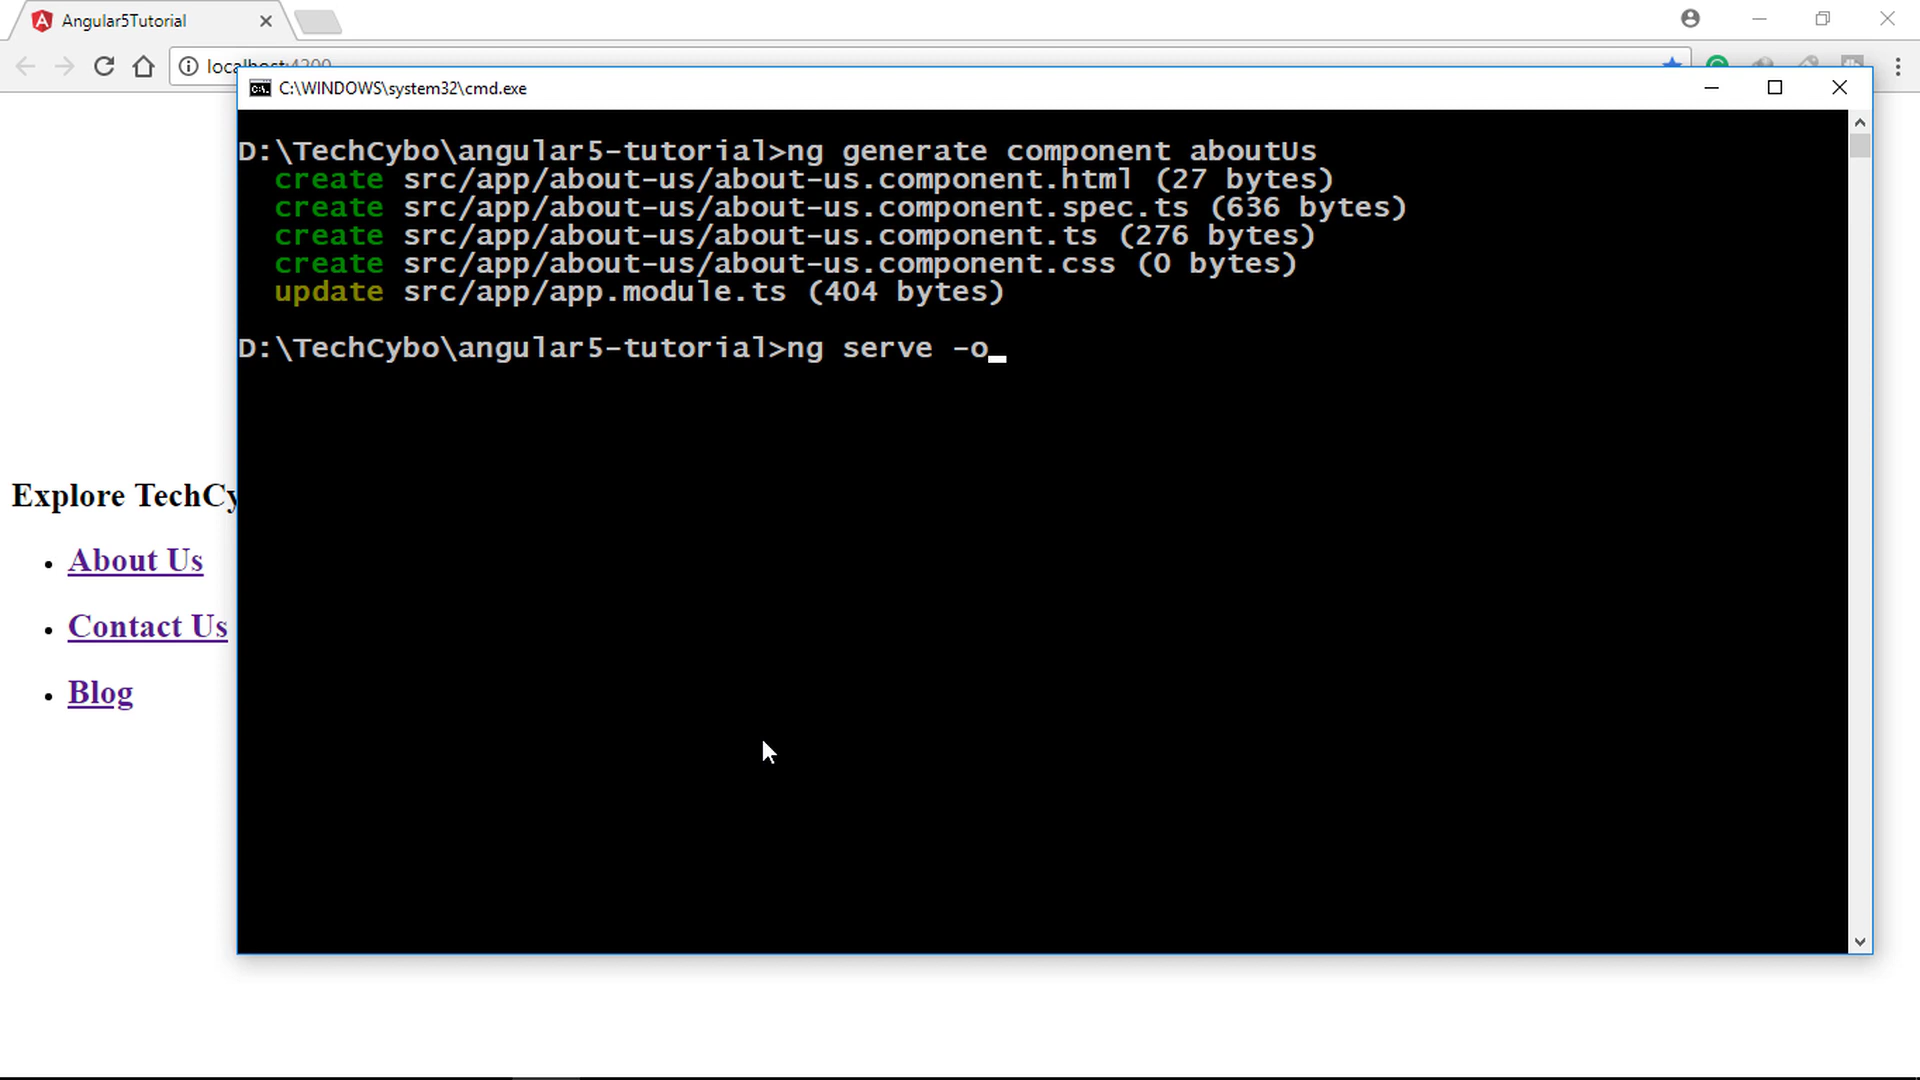 Angular5Tutorial
localhost:4200
C:\WINDOWS\system32\cmd.exe
D:\TechCybo\angular5-tutorial>ng generate component aboutUs
create src/app/about-us/about-us.component.html (27 bytes)
create src/app/about-us/about-us.component.spec.ts (636 bytes)
create src/app/about-us/about-us.component.ts (276 bytes)
create src/app/about-us/about-us.component.css (0 bytes)
update src/app/app.module.ts (404 bytes)
D:\TechCybo\angular5-tutorial>ng serve -o_
Explore TechCy
• About Us
• Contact Us
• Blog